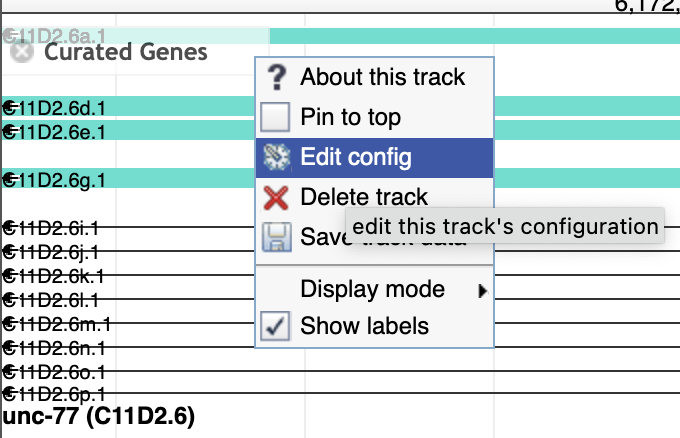 6,172,
C11D2.6a.1
Curated Genes
About this track
C11D2.6d.1
Pin to top
C11D2.6e.1
Edit config
C11D2.6g.1
Delete track
edit this track's configuration
C11D2.6i.1
Save track data
C11D2.6j.1
C11D2.6k.1
Display mode
C11D2.6l.1
C11D2.6m.1
Show labels
C11D2.6n.1
C11D2.6o.1
C11D2.6p.1
unc-77 (C11D2.6)